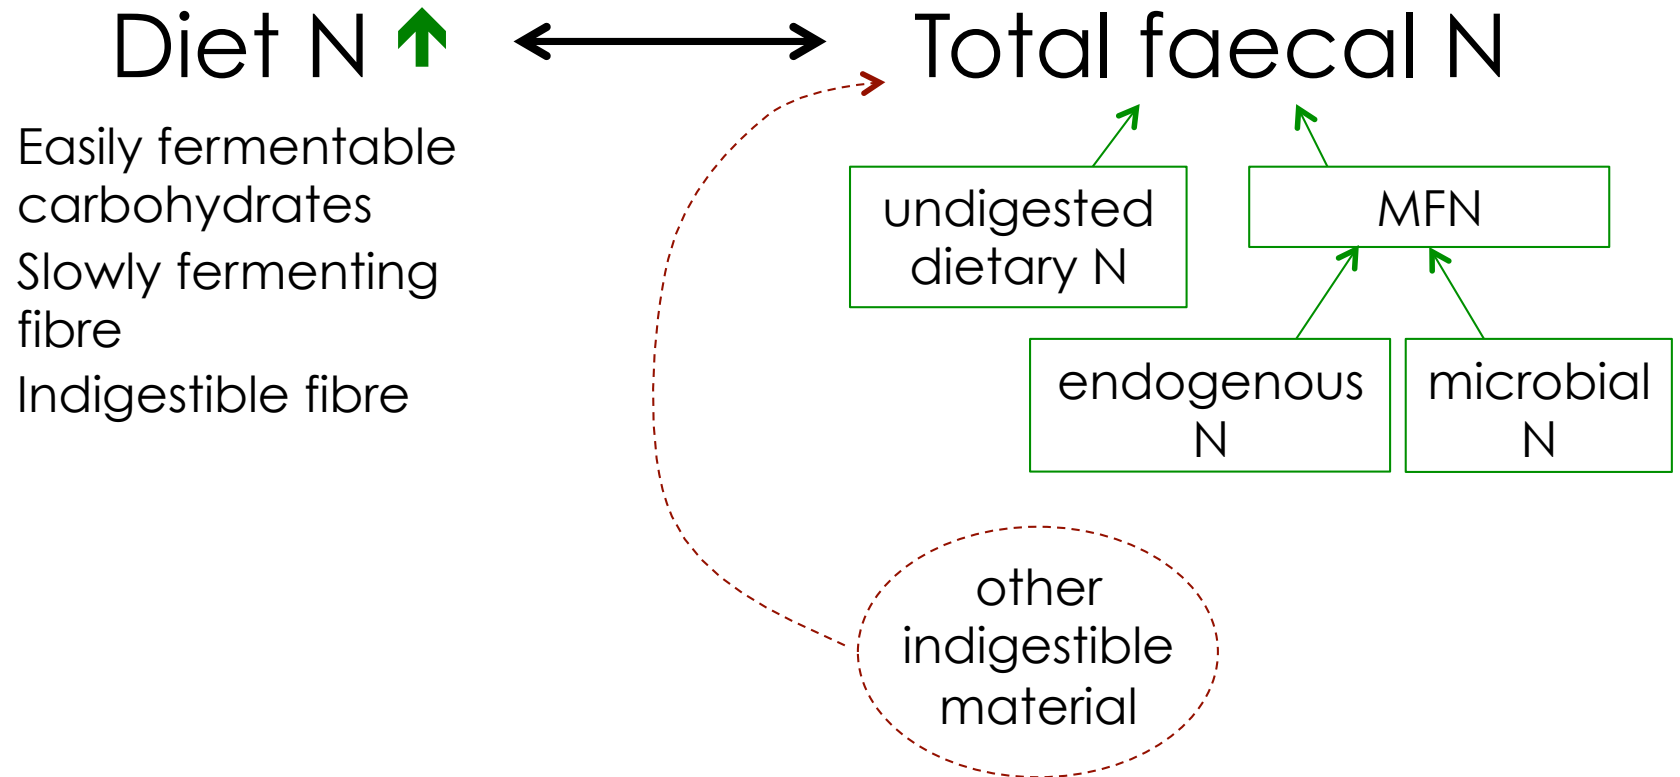 Diet N
Total faecal N
Easily fermentable
carbohydrates
Slowly fermenting
fibre
Indigestible fibre
undigested
dietary N
MFN
endogenous
N
microbial
N
other
indigestible
material